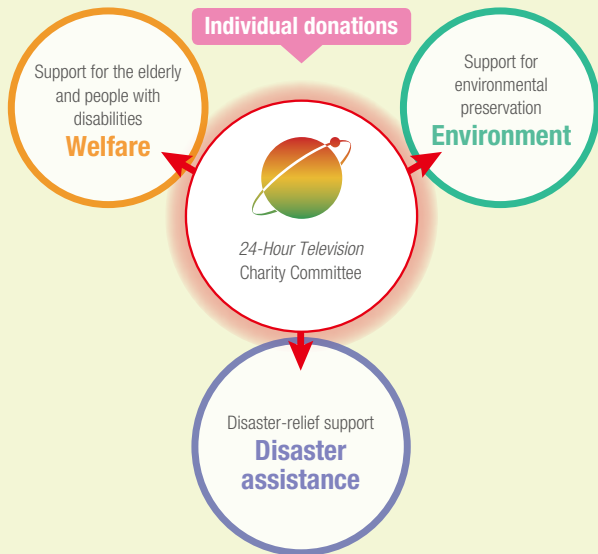 Individual donations
Support for the elderly
and people with
disabilities
Welfare
Support for
environmental
preservation
Environment
24-Hour Television
Charity Committee
Disaster-relief support
Disaster
assistance